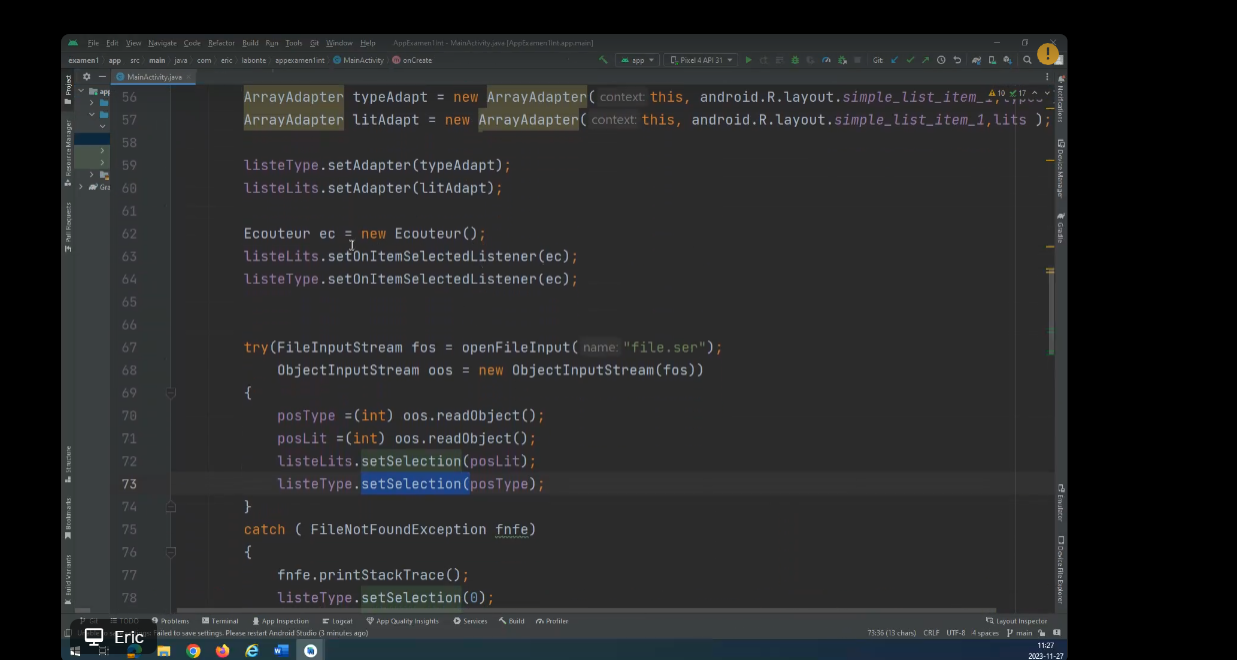 File Edit View Navigate Code Refactor Build Run Tools Git Window Help AppExamen1Int - MainActivity.java [AppExamen1Int.app.main]
examen1 app src main java com eric labonte appexamen1int MainActivity onCreate app Pixel 4 API 31 Git:
MainActivity.java
Project
Resource Manager
Pull Requests
Structure
Bookmarks
Build Variants
10 17
56 ArrayAdapter typeAdapt = new ArrayAdapter( context: this, android.R.layout.simple_list_item_1,types
57 ArrayAdapter litAdapt = new ArrayAdapter( context: this, android.R.layout.simple_list_item_1,lits );
58
59 listeType.setAdapter(typeAdapt);
60 listeLits.setAdapter(litAdapt);
61
62 Ecouteur ec = new Ecouteur();
63 listeLits.setOnItemSelectedListener(ec);
64 listeType.setOnItemSelectedListener(ec);
65
66
67 try(FileInputStream fos = openFileInput( name: "file.ser");
68 ObjectInputStream oos = new ObjectInputStream(fos))
69 {
70 posType =(int) oos.readObject();
71 posLit =(int) oos.readObject();
72 listeLits.setSelection(posLit);
73 listeType.setSelection(posType);
74 }
75 catch ( FileNotFoundException fnfe)
76 {
77 fnfe.printStackTrace();
78 listeType.setSelection(0);
Notifications
Device Manager
Gradle
Emulator
Device File Explorer
Git TODO Problems Terminal App Inspection Logcat App Quality Insights Services Build Profiler Layout Inspector
Failed to save settings. Please restart Android Studio (3 minutes ago) 73:36 (13 chars) CRLF UTF-8 4 spaces main
Eric
11:27
2023-11-27